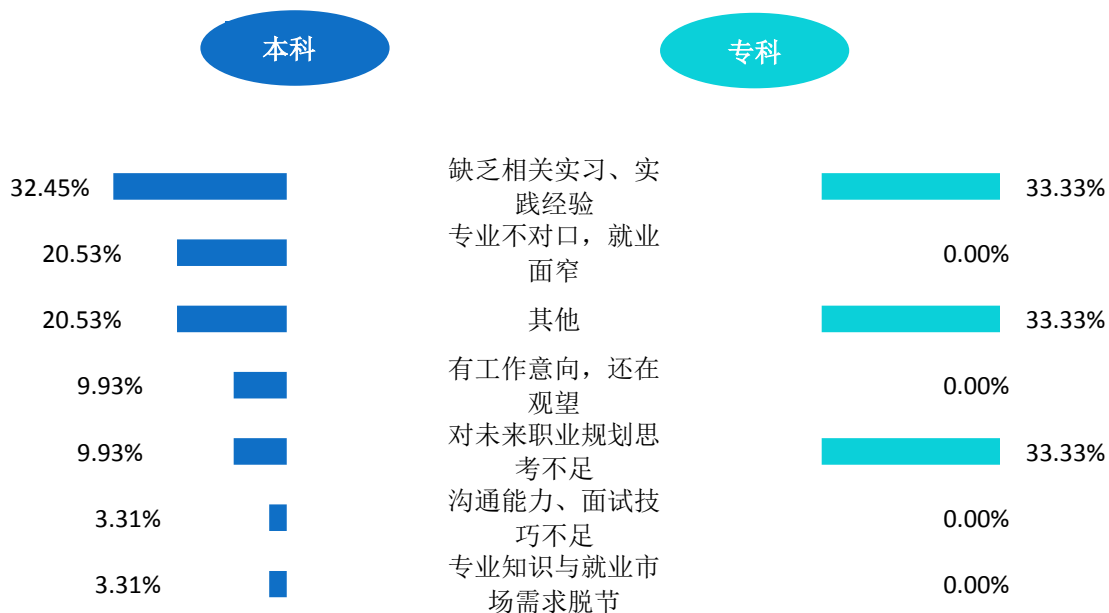 本科
专科
32.45%
缺乏相关实习、实
践经验
33.33%
20.53%
专业不对口，就业
面窄
0.00%
20.53%
其他
33.33%
9.93%
有工作意向，还在
观望
0.00%
9.93%
对未来职业规划思
考不足
33.33%
3.31%
沟通能力、面试技
巧不足
0.00%
3.31%
专业知识与就业市
场需求脱节
0.00%